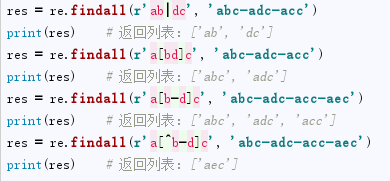 res = re.findall(r'ab|dc', 'abc-adc-acc')
print(res)   # 返回列表：['ab', 'dc']
res = re.findall(r'a[bd]c', 'abc-adc-acc')
print(res)   # 返回列表：['abc', 'adc']
res = re.findall(r'a[b-d]c', 'abc-adc-acc-aec')
print(res)   # 返回列表：['abc', 'adc', 'acc']
res = re.findall(r'a[^b-d]c', 'abc-adc-acc-aec')
print(res)   # 返回列表：['aec']